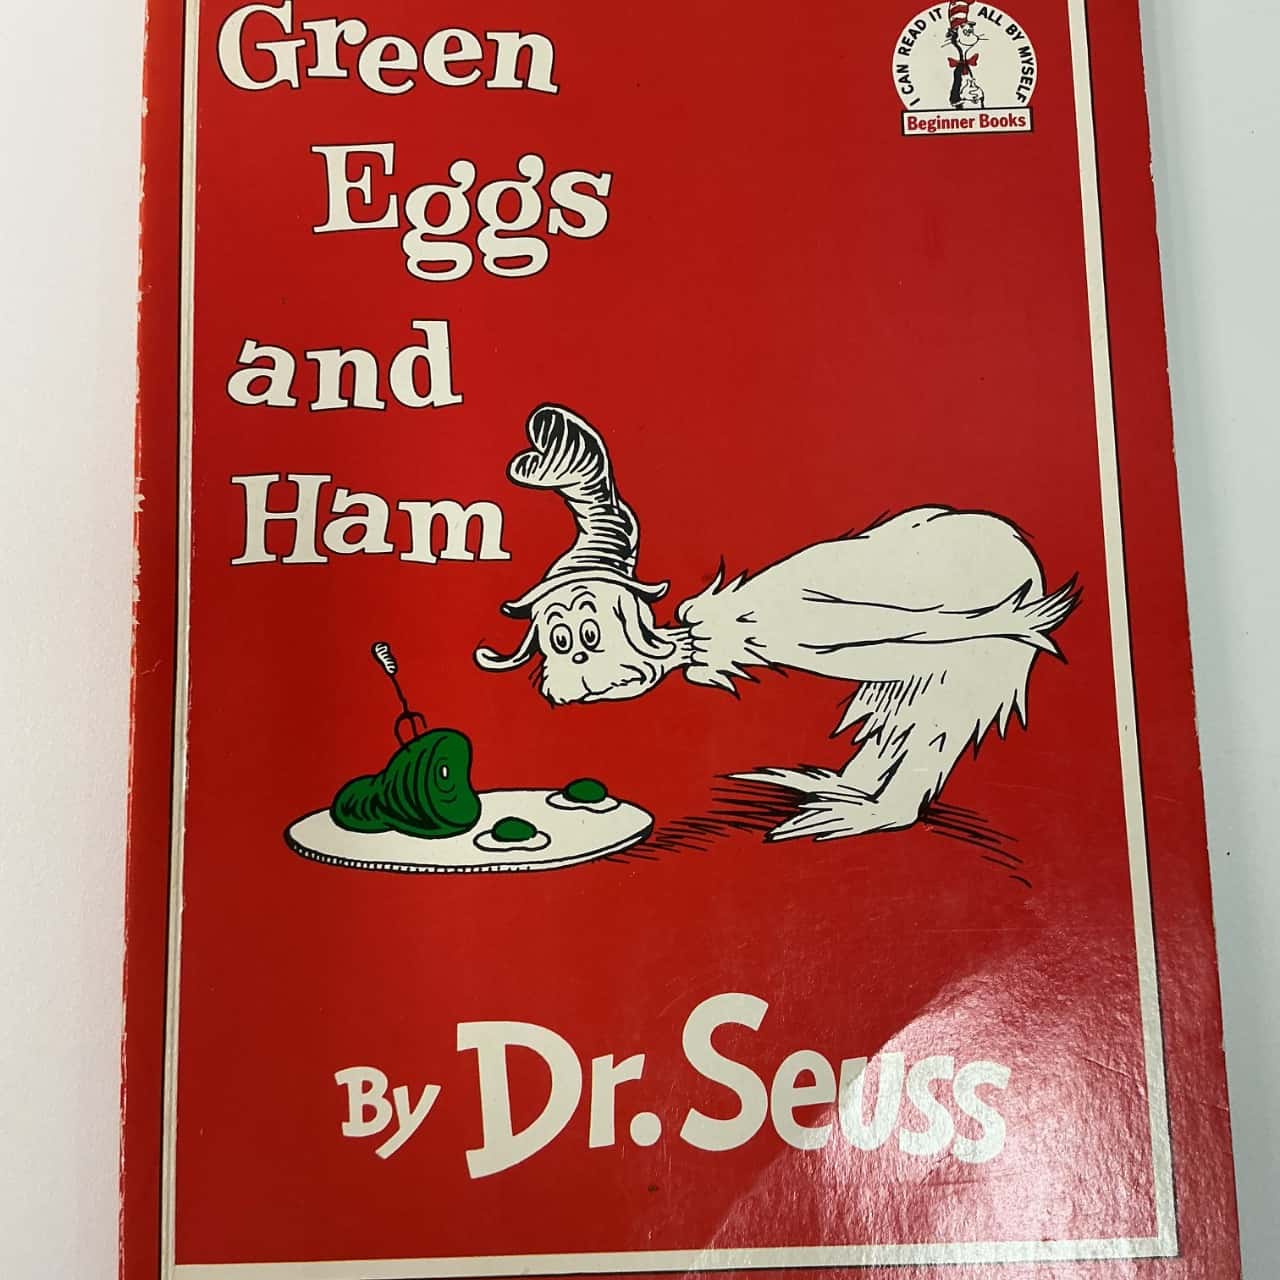 Green
Eggs
and
Ham
I CAN READ IT ALL BY MYSELF
Beginner Books
By Dr. Seuss